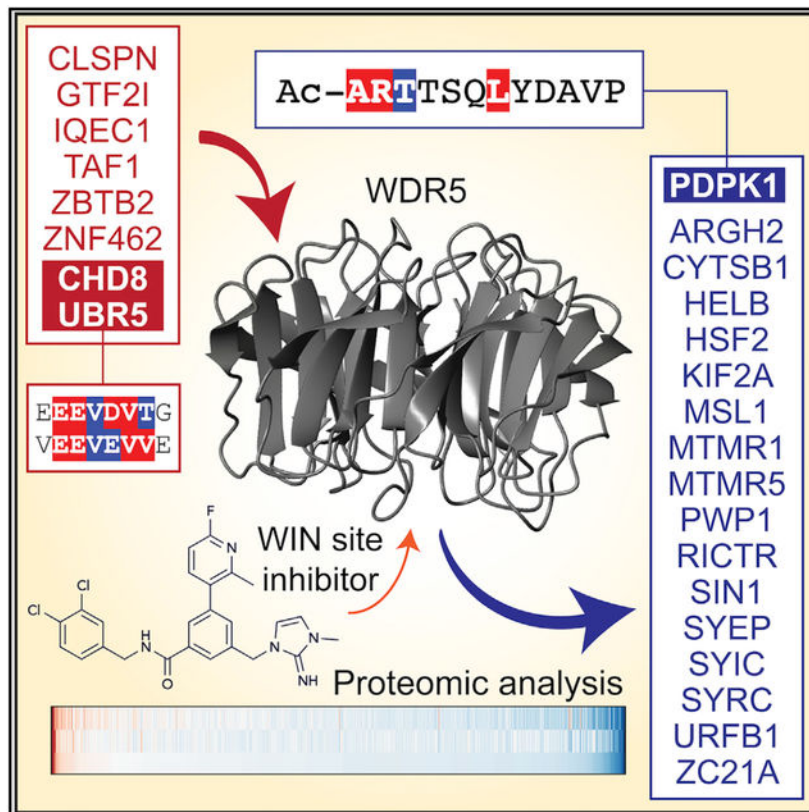 CLSPN
GTF2I
IQEC1
TAF1
ZBTB2
ZNF462
CHD8
UBR5
EEEVDVTG
VEEVEVVE
Ac-ARTTSQLYDAVP
WDR5
PDPK1
ARGH2
CYTSB1
HELB
HSF2
KIF2A
MSL1
MTMR1
MTMR5
PWP1
RICTR
SIN1
SYEP
SYIC
SYRC
URFB1
ZC21A
WIN site
inhibitor
F
N
Cl
Cl
H
N
O
N
N
NH
Proteomic analysis